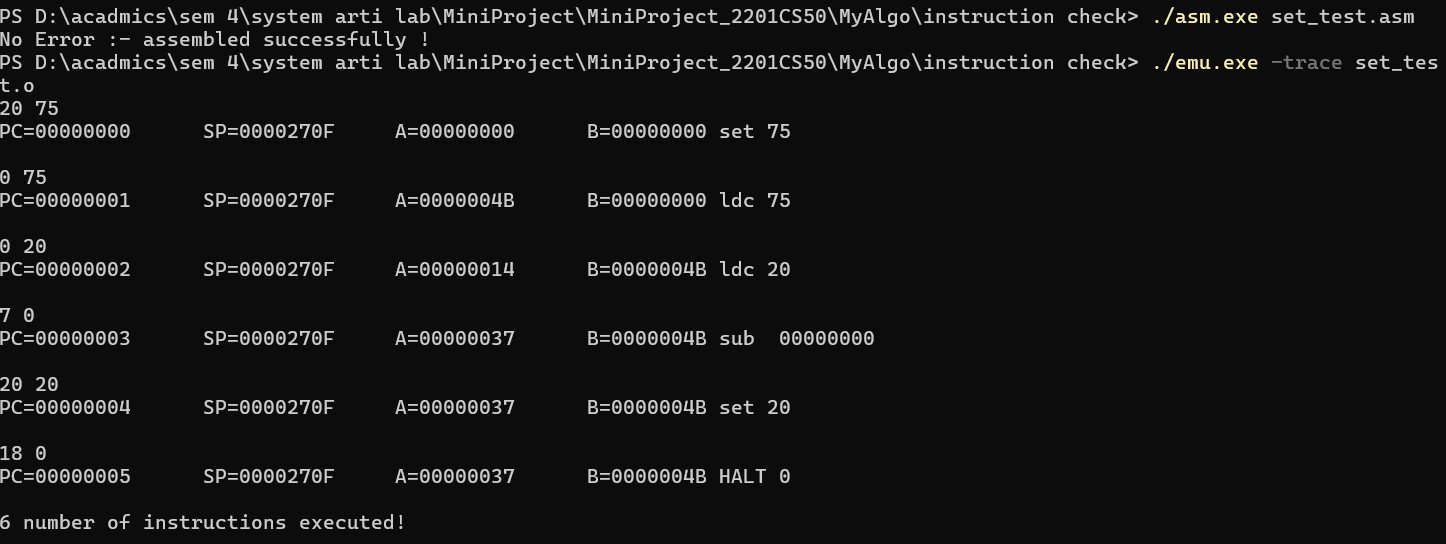 PS D:\acadmics\sem 4\system arti lab\MiniProject\MiniProject_2201CS50\MyAlgo\instruction check> ./asm.exe set_test.asm
No Error :- assembled successfully !
PS D:\acadmics\sem 4\system arti lab\MiniProject\MiniProject_2201CS50\MyAlgo\instruction check> ./emu.exe -trace set_tes
t.o
20 75
PC=00000000      SP=0000270F     A=00000000      B=00000000 set 75
0 75
PC=00000001      SP=0000270F     A=0000004B      B=00000000 ldc 75
0 20
PC=00000002      SP=0000270F     A=00000014      B=0000004B ldc 20
7 0
PC=00000003      SP=0000270F     A=00000037      B=0000004B sub  00000000
20 20
PC=00000004      SP=0000270F     A=00000037      B=0000004B set 20
18 0
PC=00000005      SP=0000270F     A=00000037      B=0000004B HALT 0
6 number of instructions executed!